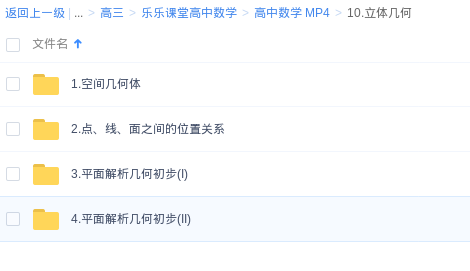 返回上一级 | ... > 高三 > 乐乐课堂高中数学 > 高中数学 MP4 > 10.立体几何
文件名
1.空间几何体
2.点、线、面之间的位置关系
3.平面解析几何初步(I)
4.平面解析几何初步(II)